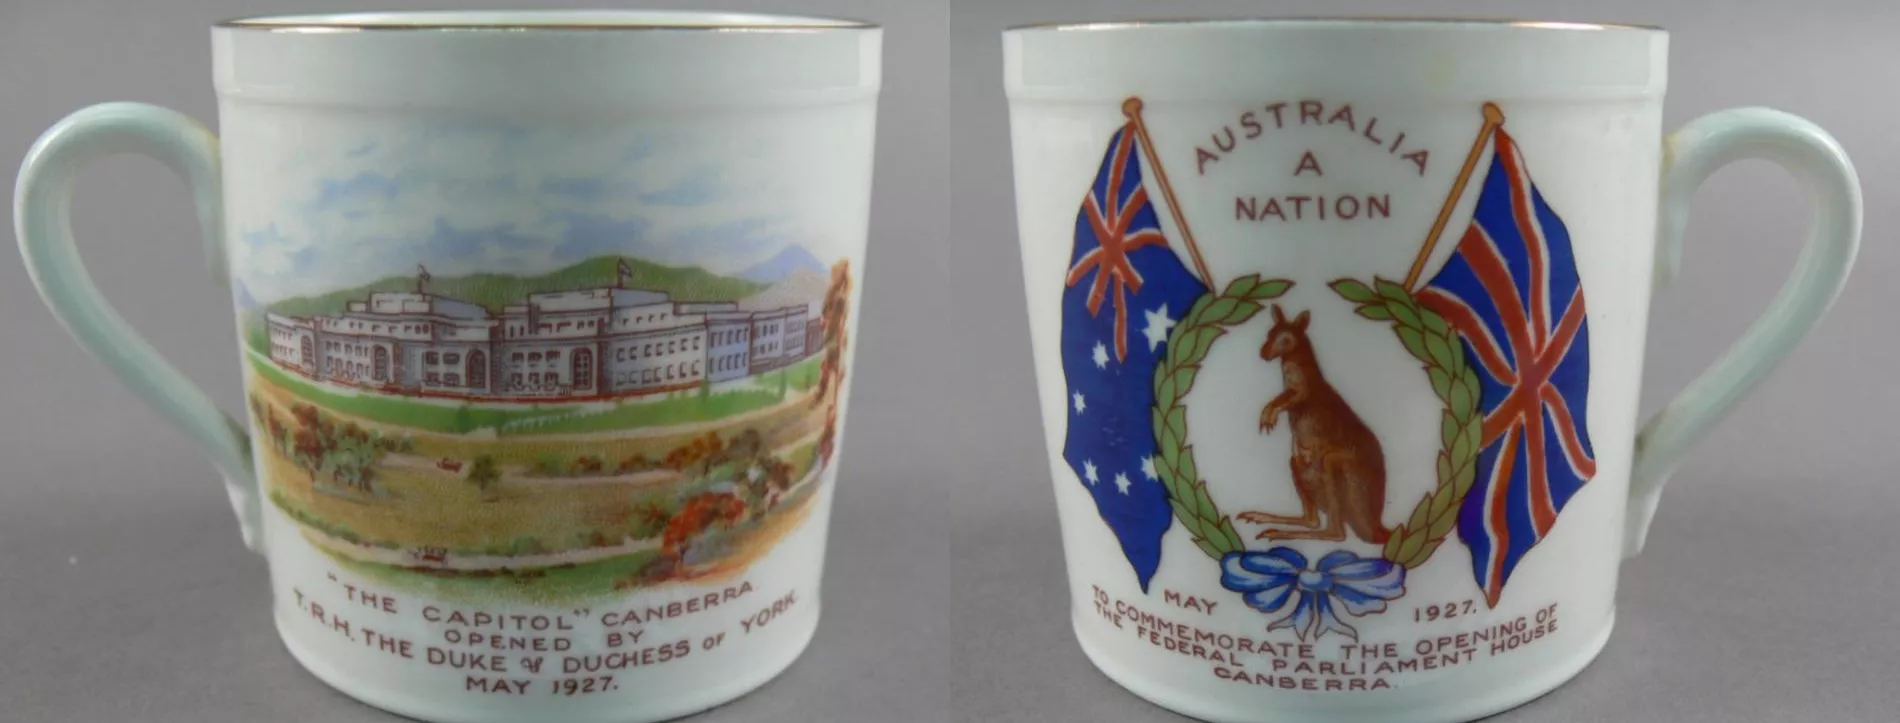 "THE CAPITOL" CANBERRA.
OPENED BY
T.R.H. THE DUKE & DUCHESS OF YORK.
MAY 1927.
AUSTRALIA
A
NATION
MAY 1927.
TO COMMEMORATE THE OPENING OF
THE FEDERAL PARLIAMENT HOUSE
CANBERRA.